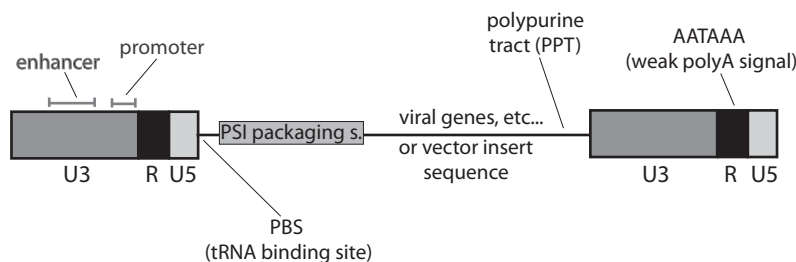 enhancer
promoter
polypurine
tract (PPT)
AATAAA
(weak polyA signal)
PSI packaging s.
viral genes, etc...
or vector insert
sequence
U3
R
U5
U3
R
U5
PBS
(tRNA binding site)